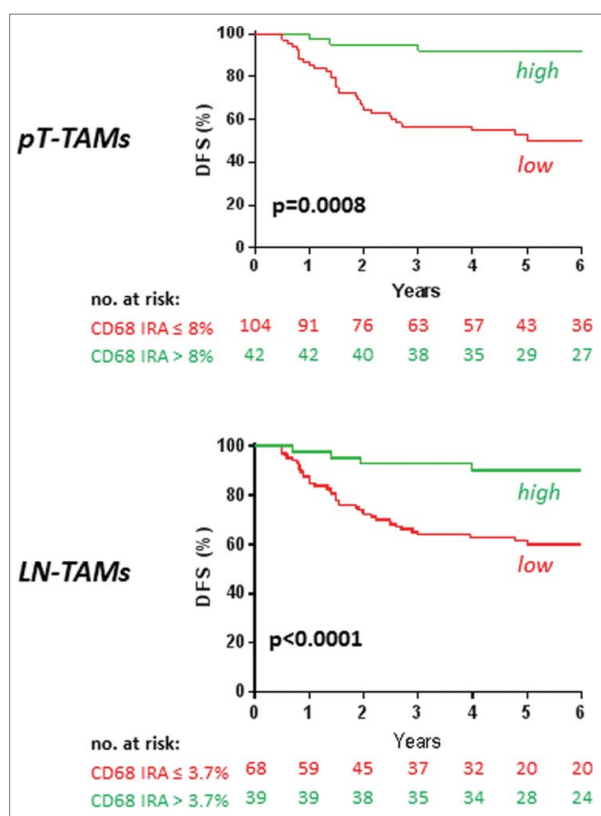 pT-TAMs
DFS (%)
100
80
60
40
20
0
high
low
p=0.0008
0 1 2 3 4 5 6
Years
no. at risk:
CD68 IRA ≤ 8% 104 91 76 63 57 43 36
CD68 IRA > 8% 42 42 40 38 35 29 27
LN-TAMs
DFS (%)
100
80
60
40
20
0
high
low
p<0.0001
0 1 2 3 4 5 6
Years
no. at risk:
CD68 IRA ≤ 3.7% 68 59 45 37 32 20 20
CD68 IRA > 3.7% 39 39 38 35 34 28 24